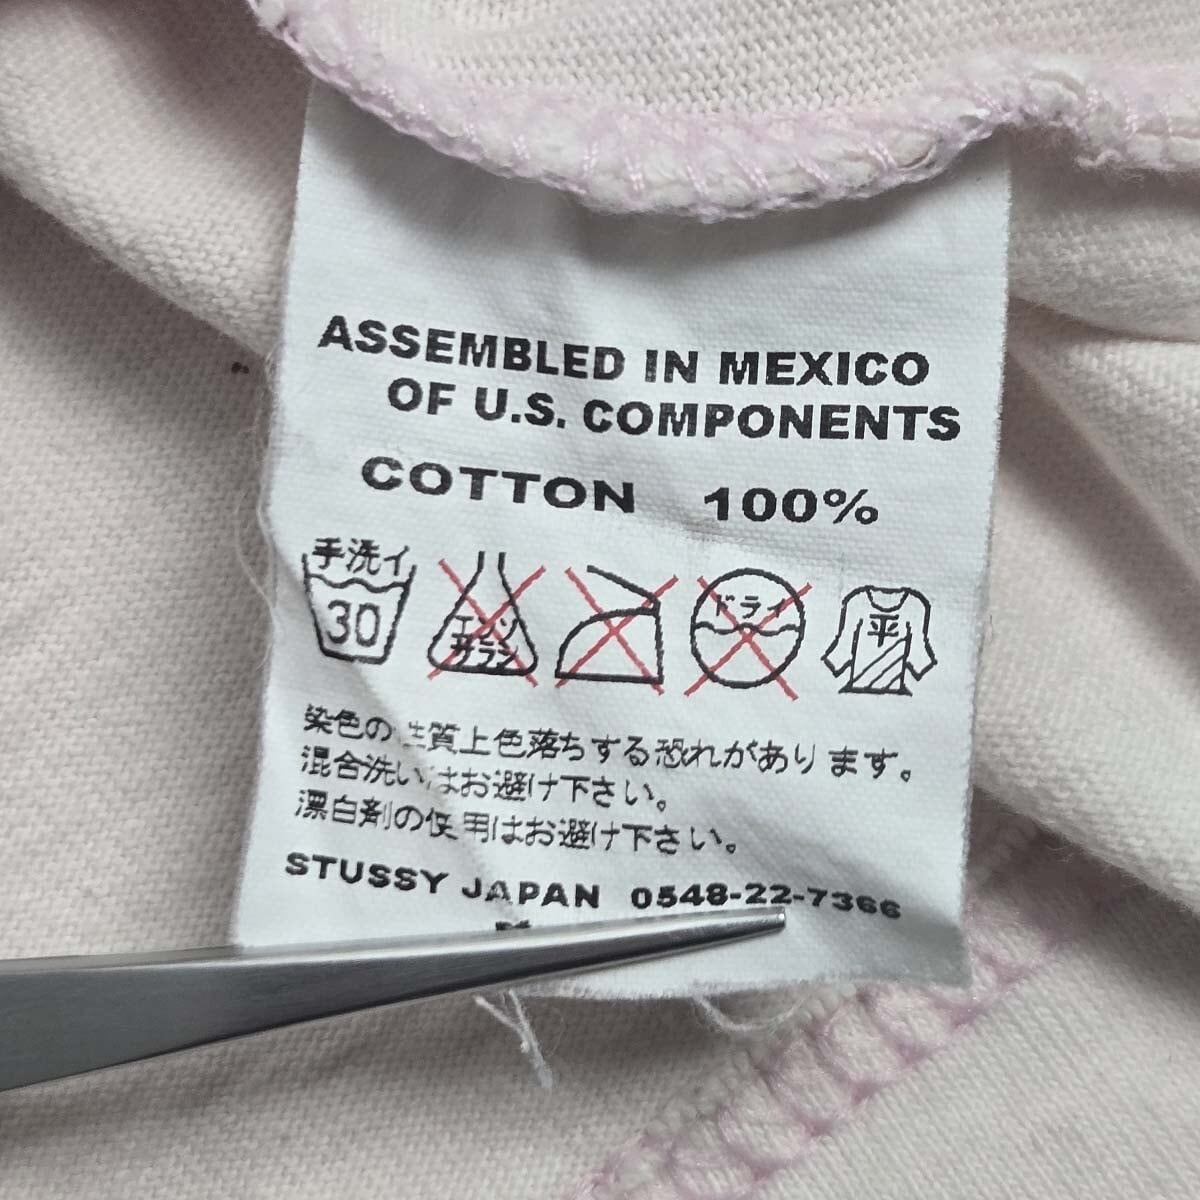 ASSEMBLED IN MEXICO
OF U.S. COMPONENTS
COTTON 100%
手洗イ
30
エンソ
サラシ
ドライ
平
染色の性質上色落ちする恐れがあります。
混合洗いはお避け下さい。
漂白剤の使用はお避け下さい。
STUSSY JAPAN 0548-22-7366